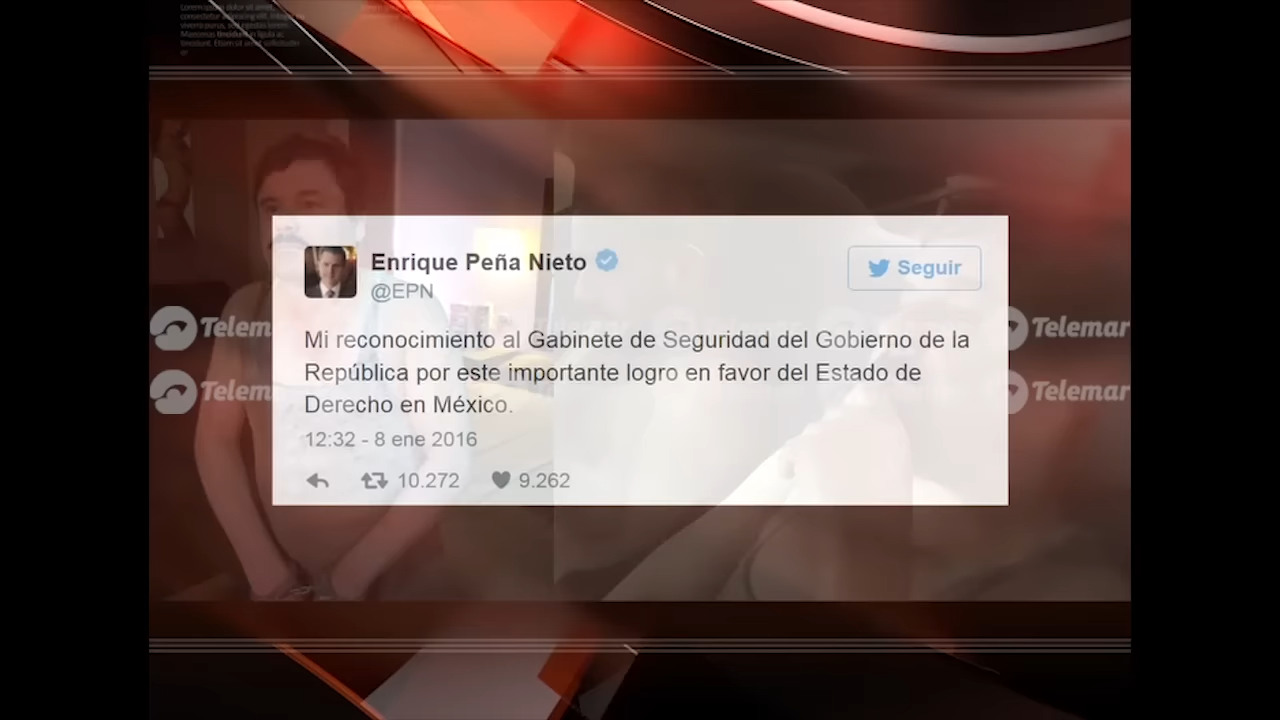 Enrique Peña Nieto
@EPN
Seguir
Mi reconocimiento al Gabinete de Seguridad del Gobierno de la
República por este importante logro en favor del Estado de
Derecho en México.
12:32 - 8 ene 2016
10.272 9.262
Telem
Telemar
Telem
Telemar